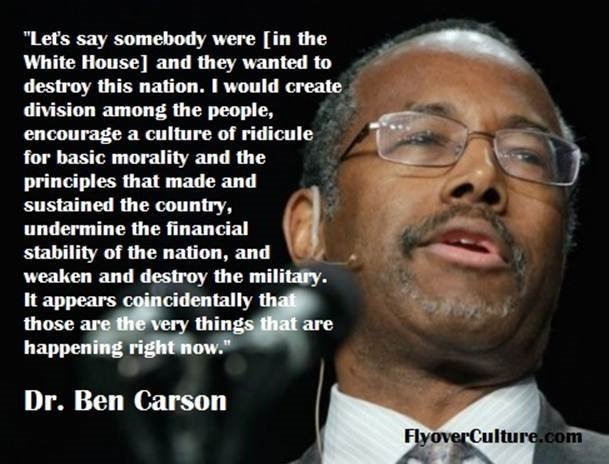 "Let's say somebody were [in the
White House] and they wanted to
destroy this nation. I would create
division among the people,
encourage a culture of ridicule
for basic morality and the
principles that made and
sustained the country,
undermine the financial
stability of the nation, and
weaken and destroy the military.
It appears coincidentally that
those are the very things that are
happening right now."
Dr. Ben Carson
FlyoverCulture.com